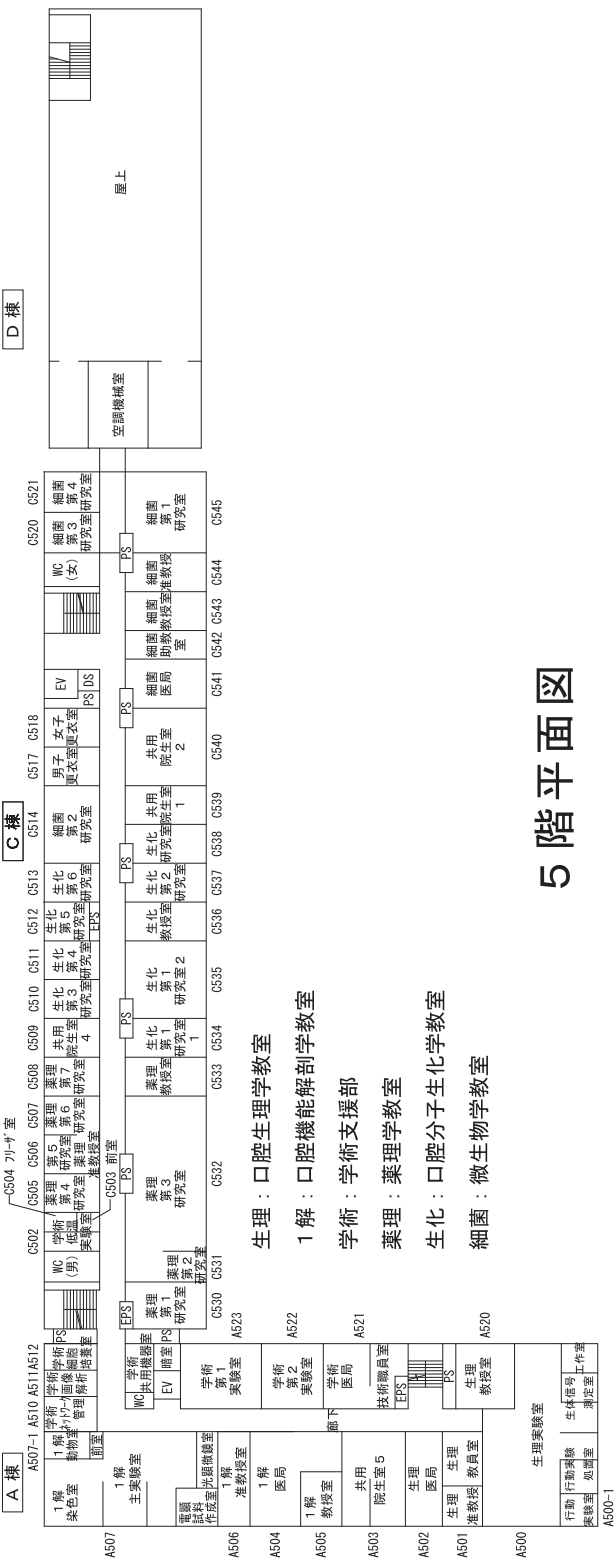 A 棟
C 棟
D 棟
A507-1
A510
A511
A512
C502
C504 フリーザ室
C505
C506
C507
C508
C509
C510
C511
C512
C513
C514
C517
C518
C520
C521
1解
染色室
1解
動物室
前室
学術
ネットワーク
管理
学術
画像
解析
学術
細胞
培養室
PS
WC
(男)
学術
低温
実験室
C503 前室
薬理
第4
研究室
薬理
第5
研究室
薬理
准教授室
薬理
第6
研究室
薬理
第7
研究室
共用
院生室
4
生化
第3
研究室
生化
第4
研究室
生化
第5
研究室
EPS
生化
第6
研究室
細菌
第2
研究室
男子
更衣室
女子
更衣室
EV
PS
DS
WC
(女)
細菌
第3
研究室
細菌
第4
研究室
空調機械室
屋上
A507
1解
主実験室
学術
共用機器室
WC
EV
暗室
PS
EPS
薬理
第1
研究室
薬理
第2
研究室
薬理
第3
研究室
PS
薬理
教授室
生化
第1
研究室
1
PS
生化
第1
研究室2
生化
教授室
生化
第2
研究室
PS
生化
研究室
共用
院生室
1
共用
院生室
2
PS
細菌
医局
細菌
助教
室
細菌
教授室
細菌
准教授
PS
細菌
第1
研究室
C530
C531
C532
C533
C534
C535
C536
C537
C538
C539
C540
C541
C542
C543
C544
C545
電顕
試料
作成室
光顕微鏡室
A506
1解
准教授室
学術
第1
実験室
A523
A504
1解
医局
学術
第2
実験室
A522
A505
1解
教授室
廊下
学術
医局
A521
A503
共用
院生室5
技術職員室
EPS
A502
生理
医局
PS
A501
生理
准教授
生理
教員室
生理
教授室
A520
A500
生理実験室
行動
実験室
行動実験
処置室
生体信号
測定室
工作室
A500-1
生理：口腔生理学教室
1解：口腔機能解剖学教室
学術：学術支援部
薬理：薬理学教室
生化：口腔分子生化学教室
細菌：微生物学教室
5階平面図